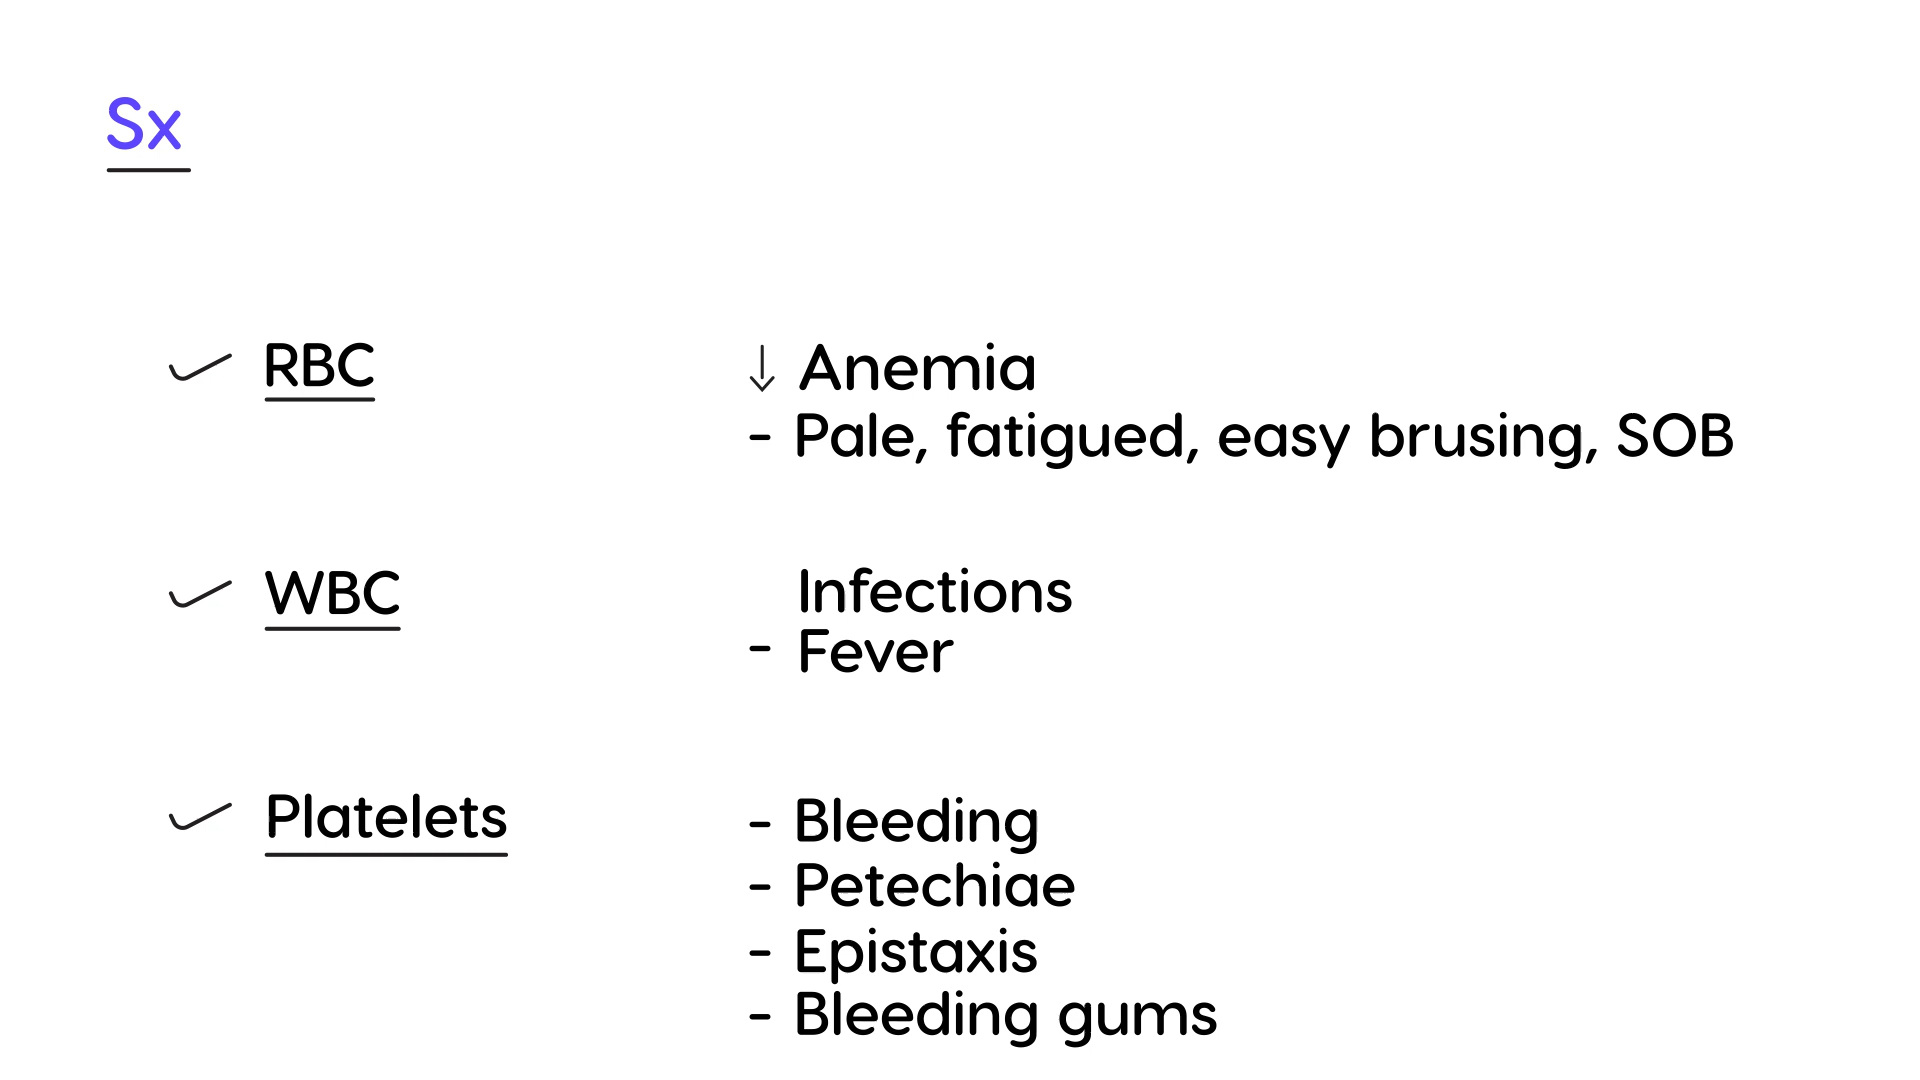 Sx
RBC
↓ Anemia
- Pale, fatigued, easy brusing, SOB
WBC
Infections
- Fever
Platelets
- Bleeding
- Petechiae
- Epistaxis
- Bleeding gums